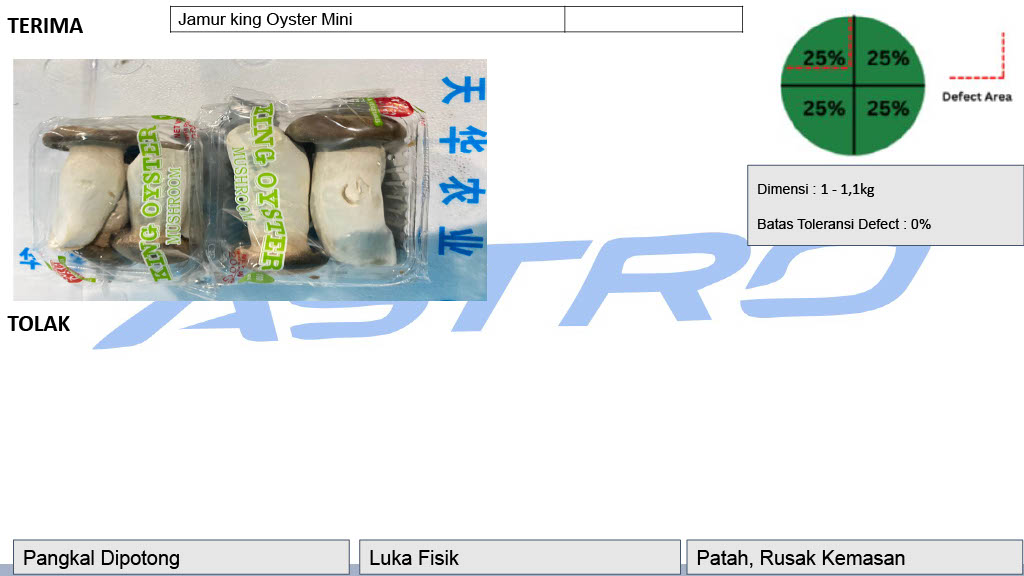 TERIMA
Jamur king Oyster Mini
25% 25%
25% 25%
Defect Area
Dimensi : 1 - 1,1kg
Batas Toleransi Defect : 0%
KING OYSTER
MUSHROOM
KING OYSTER
MUSHROOM
天华农业
ASTRO
TOLAK
Pangkal Dipotong
Luka Fisik
Patah, Rusak Kemasan